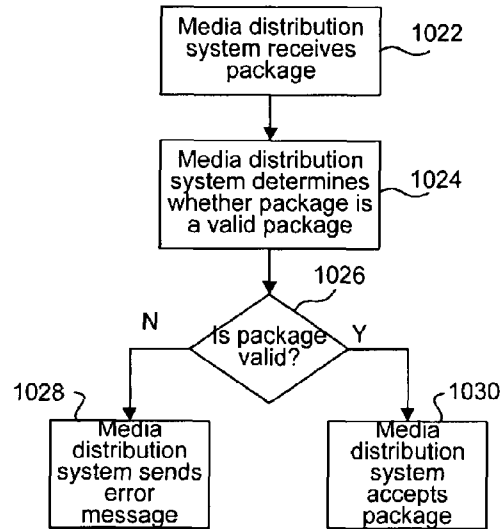 Media distribution
system receives
package
1022
Media distribution
system determines
whether package is
a valid package
1024
1026
N
Is package
valid?
Y
1028
Media
distribution
system sends
error
message
1030
Media
distribution
system
accepts
package